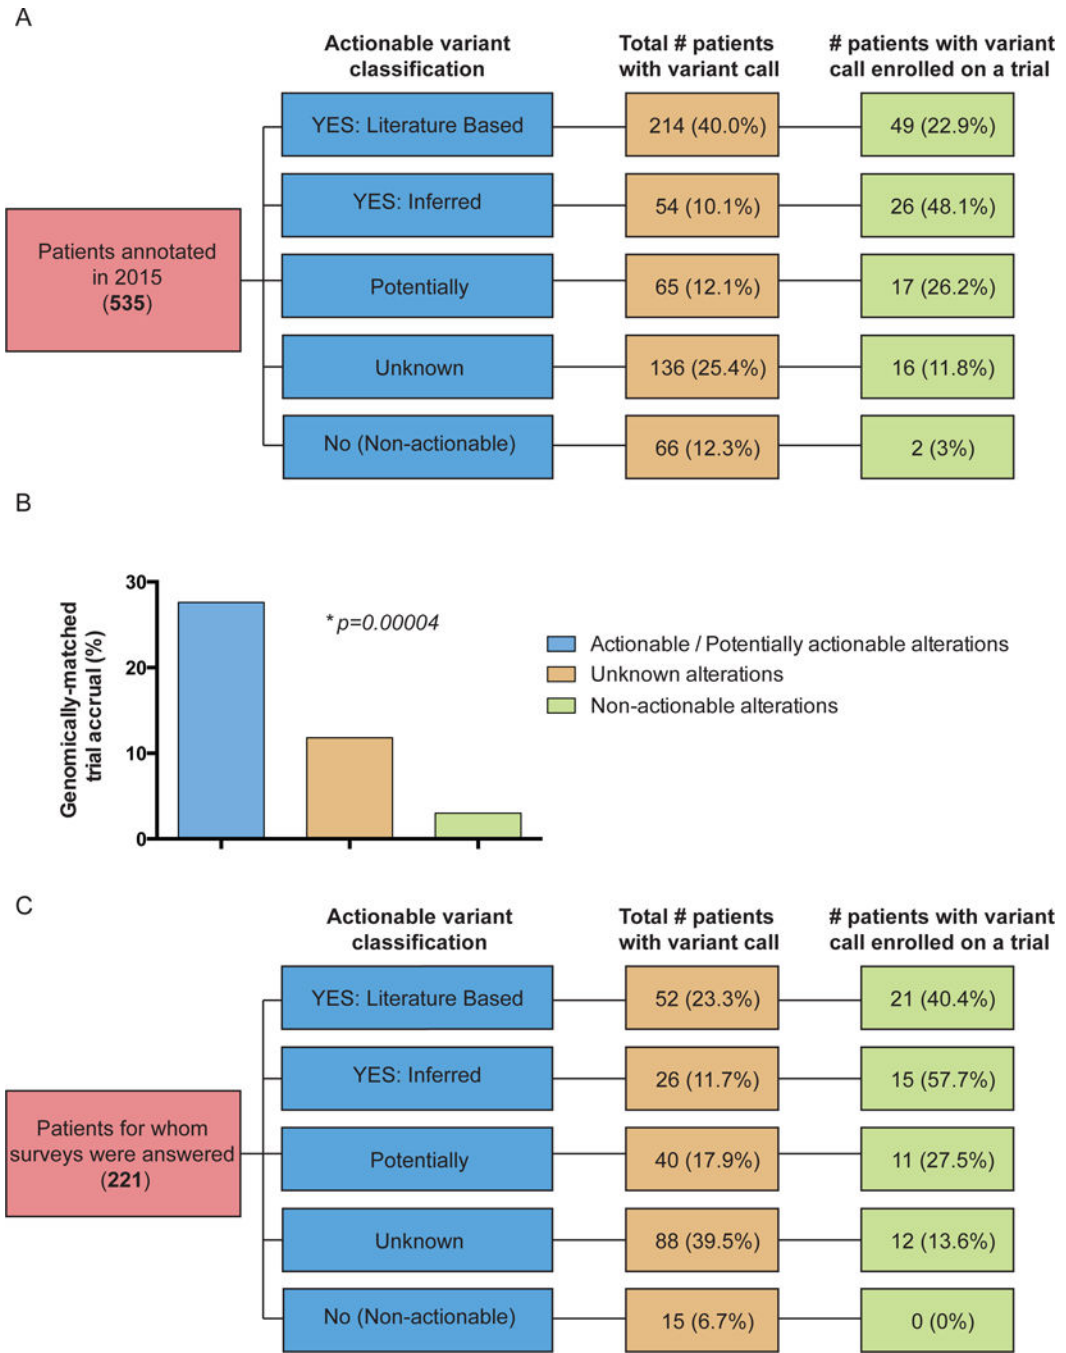 A
Actionable variant
classification
Total # patients
with variant call
# patients with variant
call enrolled on a trial
YES: Literature Based
214 (40.0%)
49 (22.9%)
YES: Inferred
54 (10.1%)
26 (48.1%)
Patients annotated
in 2015
(535)
Potentially
65 (12.1%)
17 (26.2%)
Unknown
136 (25.4%)
16 (11.8%)
No (Non-actionable)
66 (12.3%)
2 (3%)
B
Genomically-matched
trial accrual (%)
30
20
10
0
* p=0.00004
Actionable / Potentially actionable alterations
Unknown alterations
Non-actionable alterations
C
Actionable variant
classification
Total # patients
with variant call
# patients with variant
call enrolled on a trial
YES: Literature Based
52 (23.3%)
21 (40.4%)
YES: Inferred
26 (11.7%)
15 (57.7%)
Patients for whom
surveys were answered
(221)
Potentially
40 (17.9%)
11 (27.5%)
Unknown
88 (39.5%)
12 (13.6%)
No (Non-actionable)
15 (6.7%)
0 (0%)